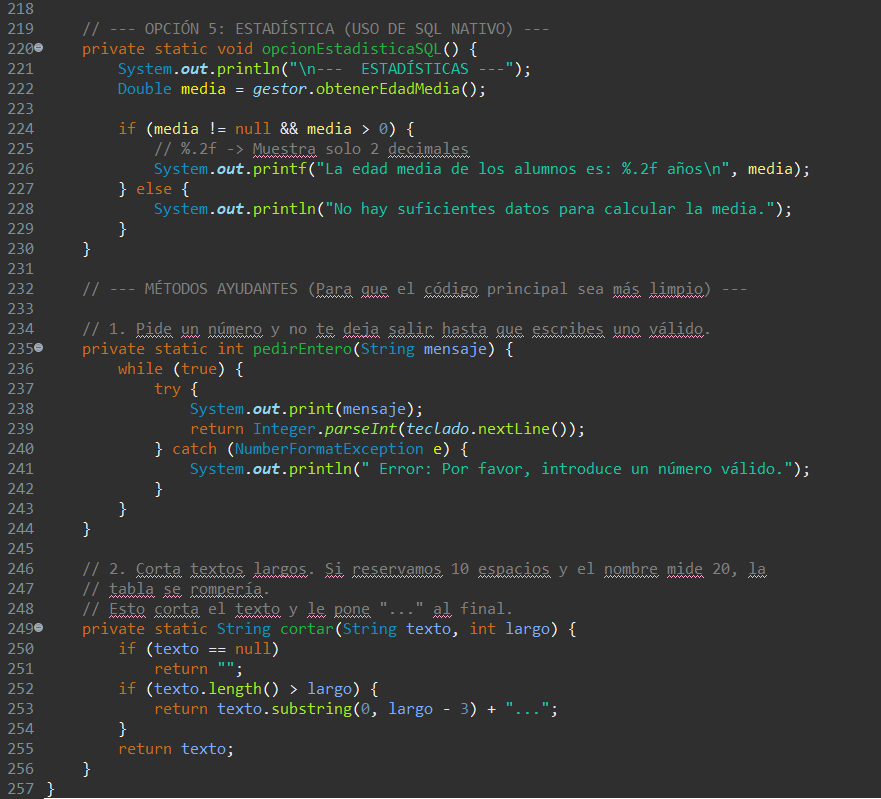 218
219 // --- OPCIÓN 5: ESTADÍSTICA (USO DE SQL NATIVO) ---
220 private static void opcionEstadisticaSQL() {
221 System.out.println("\n---  ESTADÍSTICAS ---");
222 Double media = gestor.obtenerEdadMedia();
223
224 if (media != null && media > 0) {
225 // %.2f -> Muestra solo 2 decimales
226 System.out.printf("La edad media de los alumnos es: %.2f años\n", media);
227 } else {
228 System.out.println("No hay suficientes datos para calcular la media.");
229 }
230 }
231
232 // --- MÉTODOS AYUDANTES (Para que el código principal sea más limpio) ---
233
234 // 1. Pide un número y no te deja salir hasta que escribes uno válido.
235 private static int pedirEntero(String mensaje) {
236 while (true) {
237 try {
238 System.out.print(mensaje);
239 return Integer.parseInt(teclado.nextLine());
240 } catch (NumberFormatException e) {
241 System.out.println(" Error: Por favor, introduce un número válido.");
242 }
243 }
244 }
245
246 // 2. Corta textos largos. Si reservamos 10 espacios y el nombre mide 20, la
247 // tabla se rompería.
248 // Esto corta el texto y le pone "..." al final.
249 private static String cortar(String texto, int largo) {
250 if (texto == null)
251 return "";
252 if (texto.length() > largo) {
253 return texto.substring(0, largo - 3) + "...";
254 }
255 return texto;
256 }
257 }